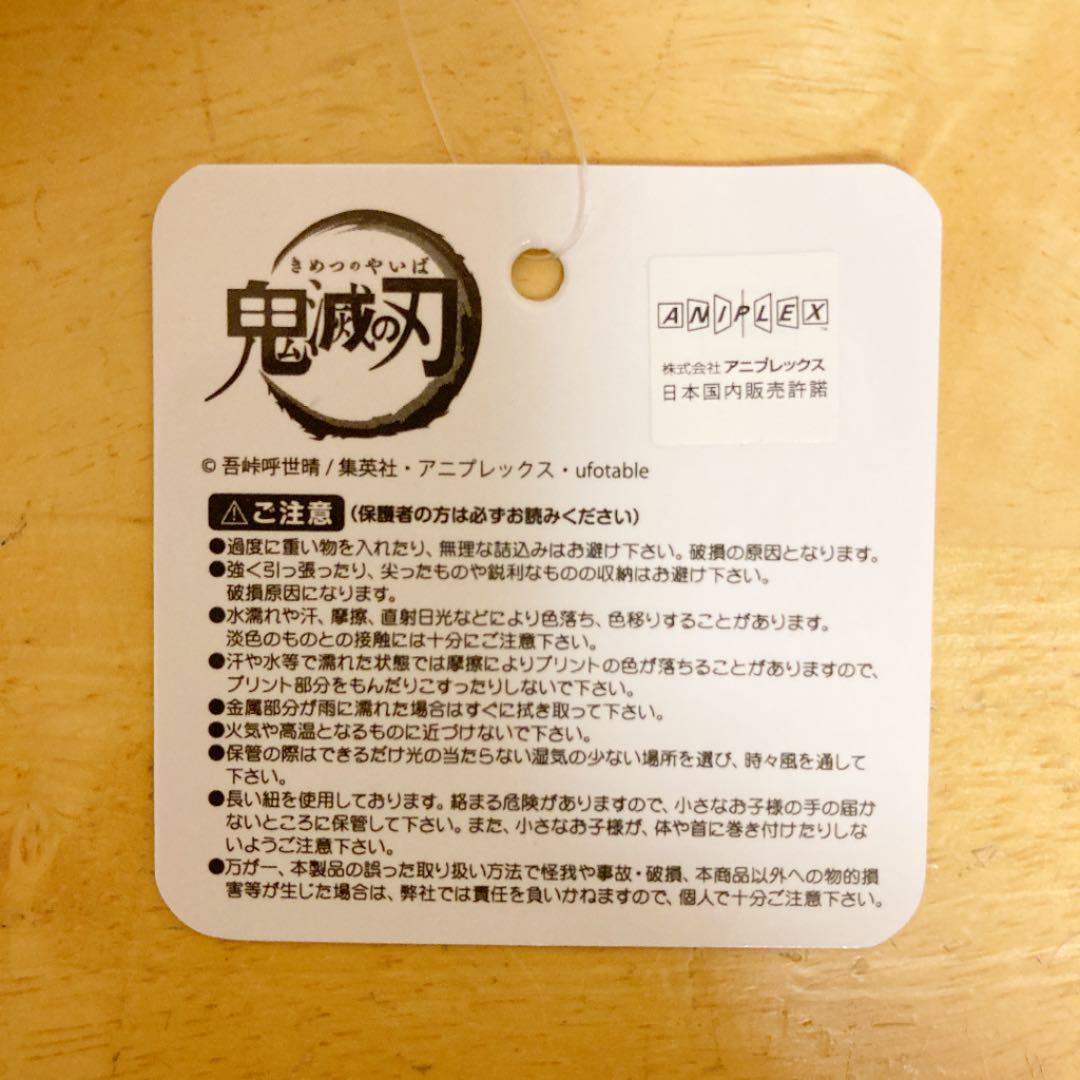 きめつのやいば
鬼滅の刃
ANIPLEX™
株式会社 アニプレックス
日本国内販売許諾
© 吾峠呼世晴 / 集英社・アニプレックス・ufotable
⚠ご注意（保護者の方は必ずお読みください）
●過度に重い物を入れたり、無理な詰込みはお避け下さい。破損の原因となります。
●強く引っ張ったり、尖ったものや鋭利なものの収納はお避け下さい。
破損原因になります。
●水濡れや汗、摩擦、直射日光などにより色落ち、色移りすることがあります。
淡色のものとの接触には十分にご注意下さい。
●汗や水等で濡れた状態では摩擦によりプリントの色が落ちることがありますので、
プリント部分をもんだりこすったりしないで下さい。
●金属部分が雨に濡れた場合はすぐに拭き取って下さい。
●火気や高温となるものに近づけないで下さい。
●保管の際はできるだけ光の当たらない湿気の少ない場所を選び、時々風を通して
下さい。
●長い紐を使用しております。絡まる危険がありますので、小さなお子様の手の届か
ないところに保管して下さい。また、小さなお子様が、体や首に巻き付けたりしな
いようご注意下さい。
●万が一、本製品の誤った取り扱い方法で怪我や事故・破損、本商品以外への物的損
害等が生じた場合は、弊社では責任を負いかねますので、個人で十分ご注意下さい。